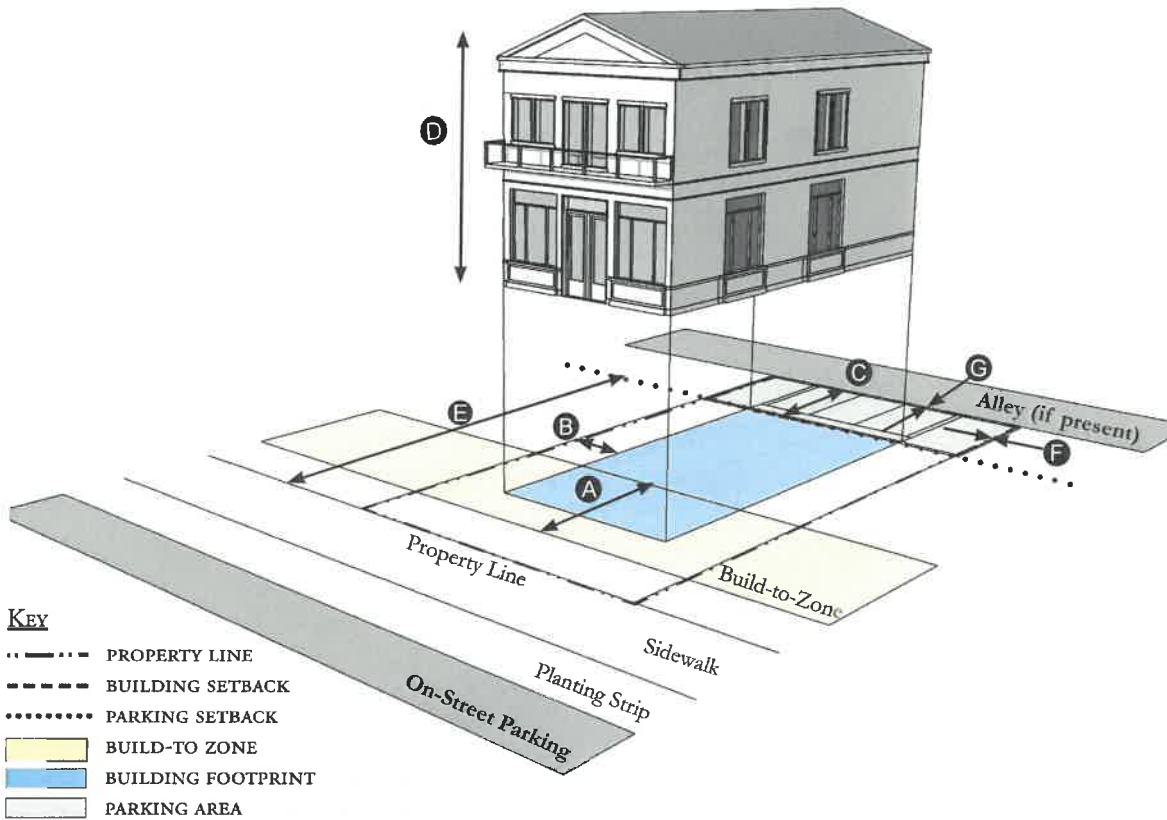 D
C
G
Alley (if present)
E
B
F
A
Property Line
Build-to-Zone
Sidewalk
Planting Strip
On-Street Parking
KEY
PROPERTY LINE
BUILDING SETBACK
PARKING SETBACK
BUILD-TO ZONE
BUILDING FOOTPRINT
PARKING AREA